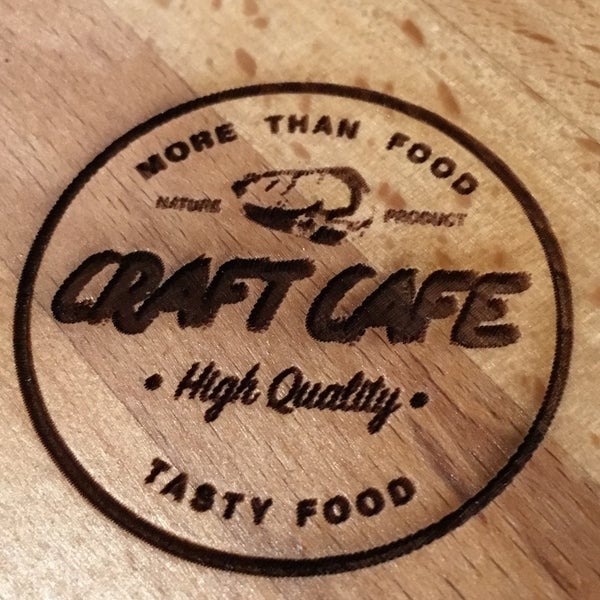 MORE THAN FOOD
NATURE PRODUCT
CRAFT CAFE
• High Quality •
TASTY FOOD